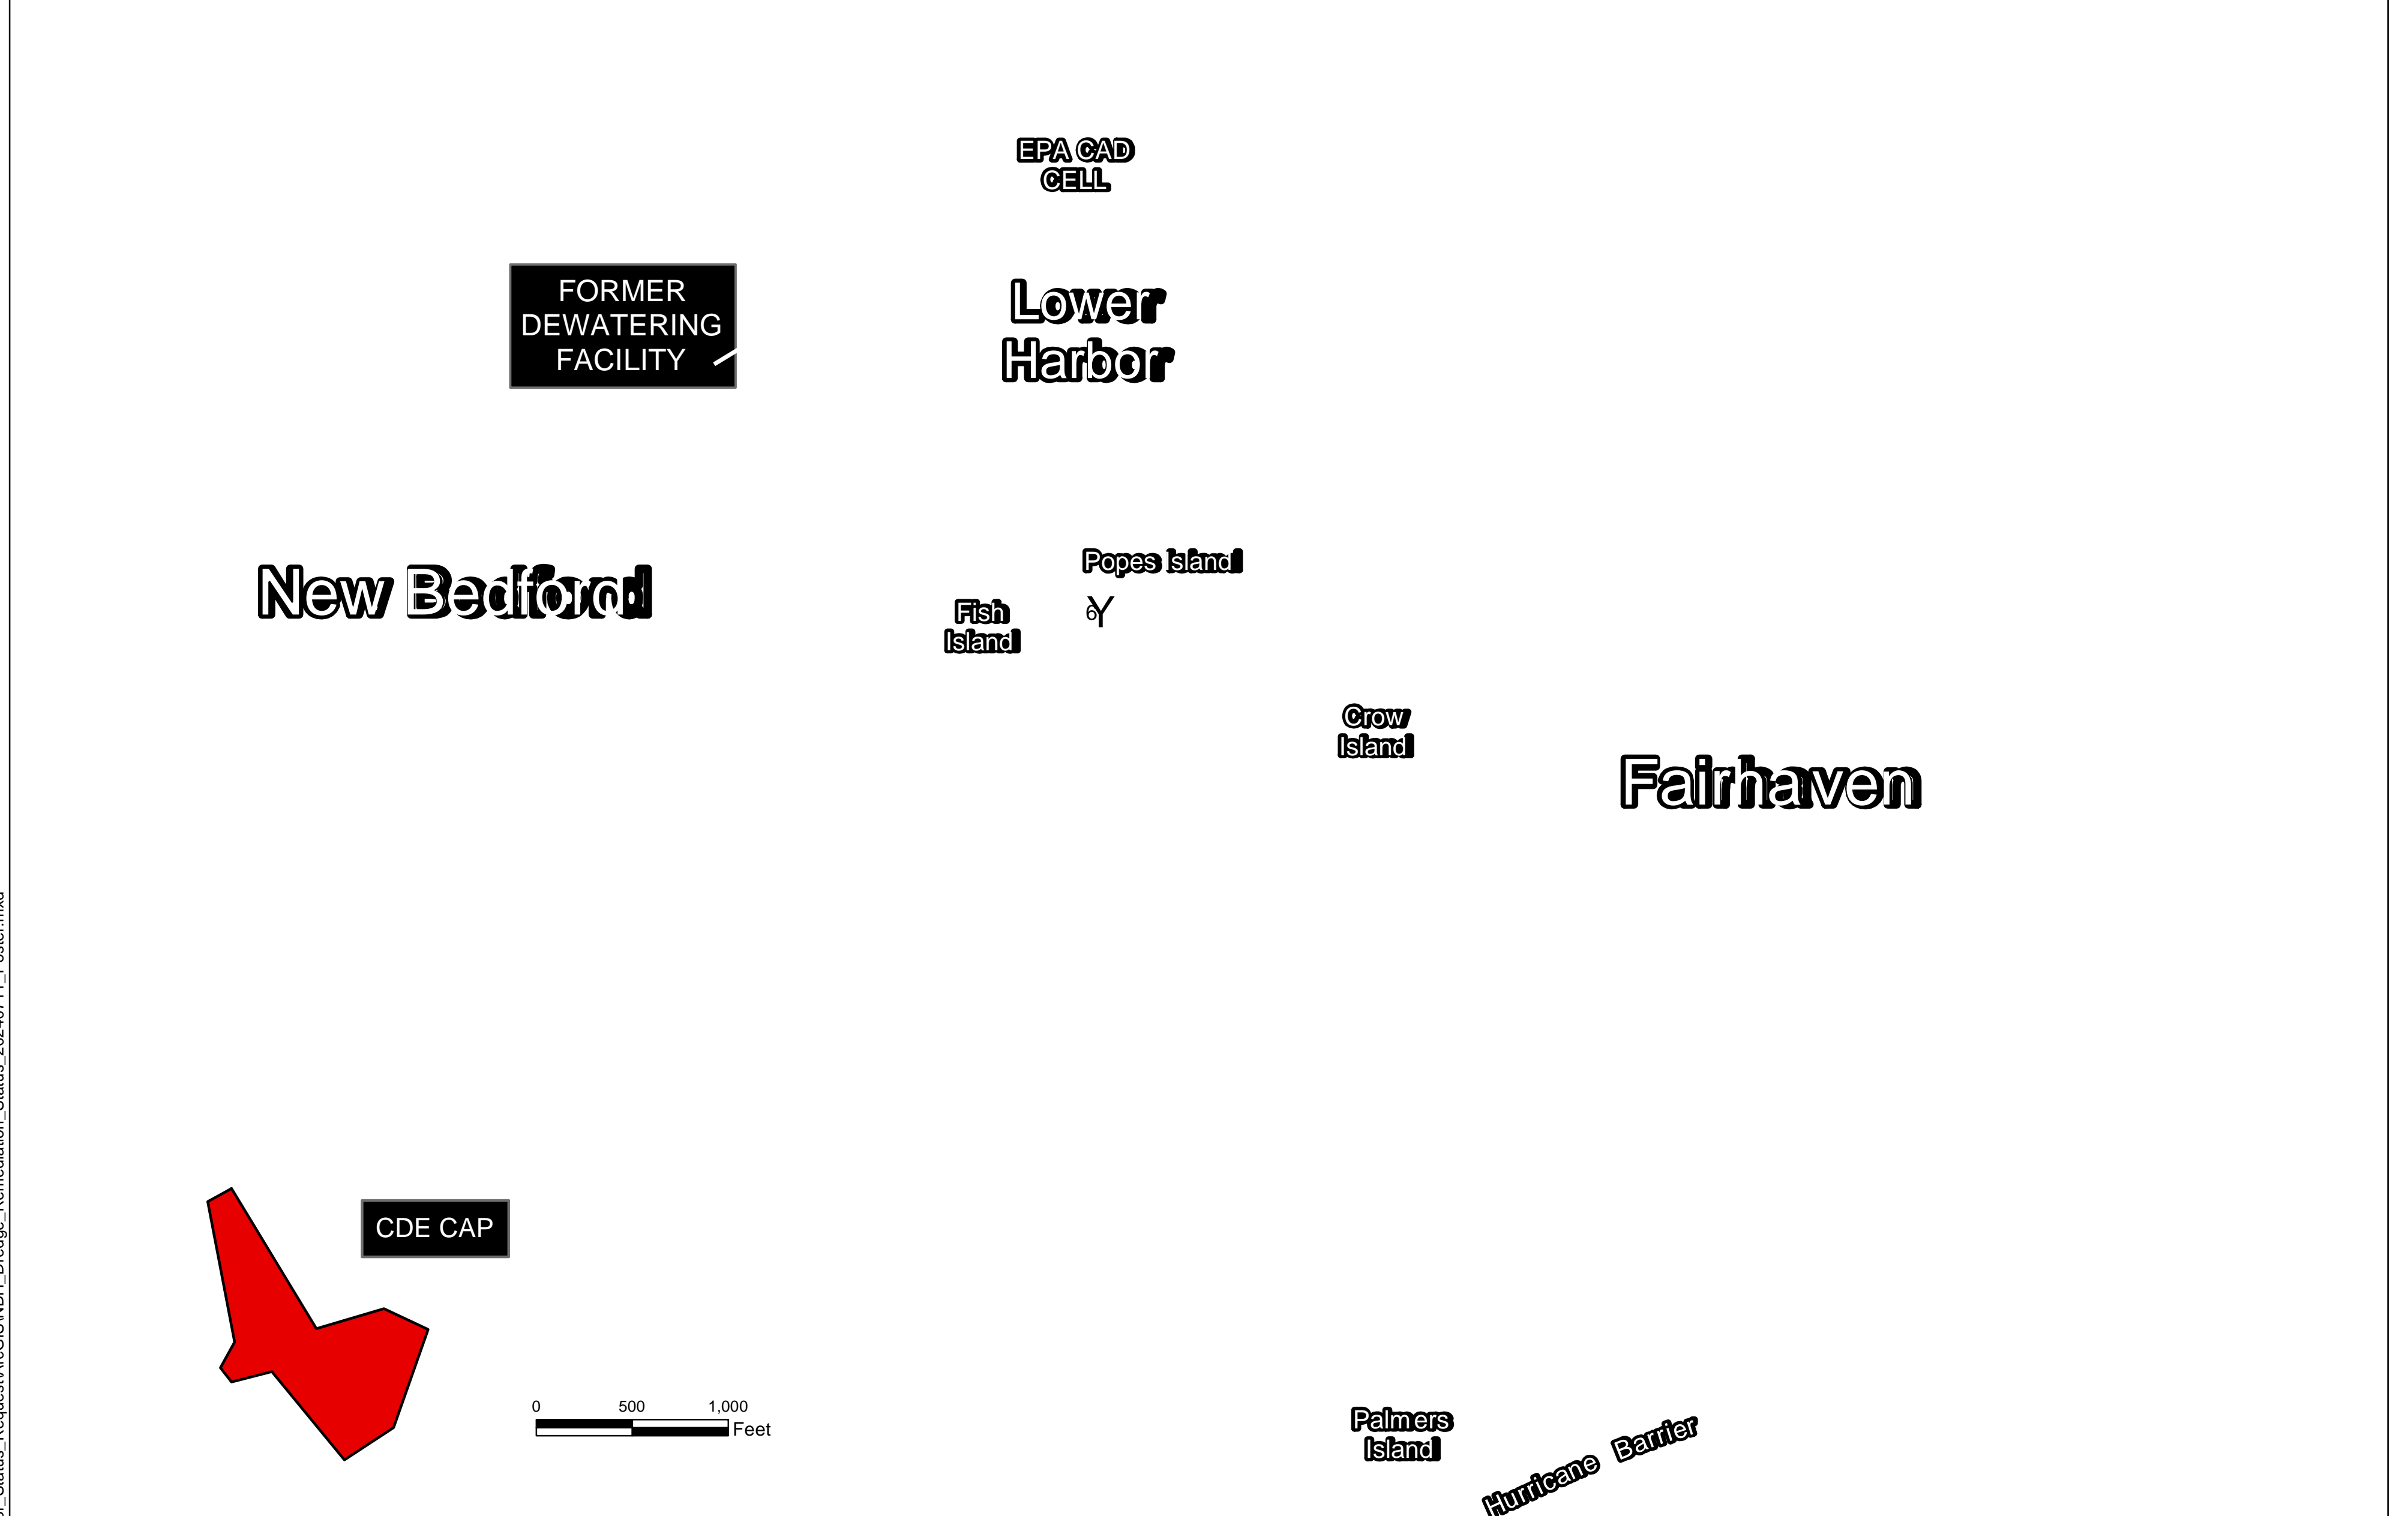 EPA CAD
CELL
FORMER
DEWATERING
FACILITY
Lower
Harbor
New Bedford
Popes Island
Fish
Island
6Y
Crow
Island
Fairhaven
CDE CAP
0 500 1,000
Feet
Palmers
Island
Hurricane Barrier